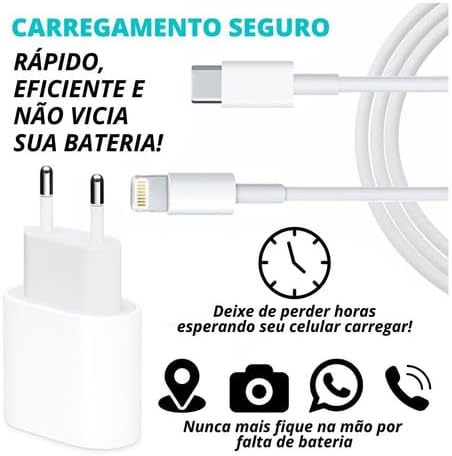 CARREGAMENTO SEGURO
RÁPIDO,
EFICIENTE E
NÃO VICIA
SUA BATERIA!
Deixe de perder horas
esperando seu celular carregar!
Nunca mais fique na mão por
falta de bateria